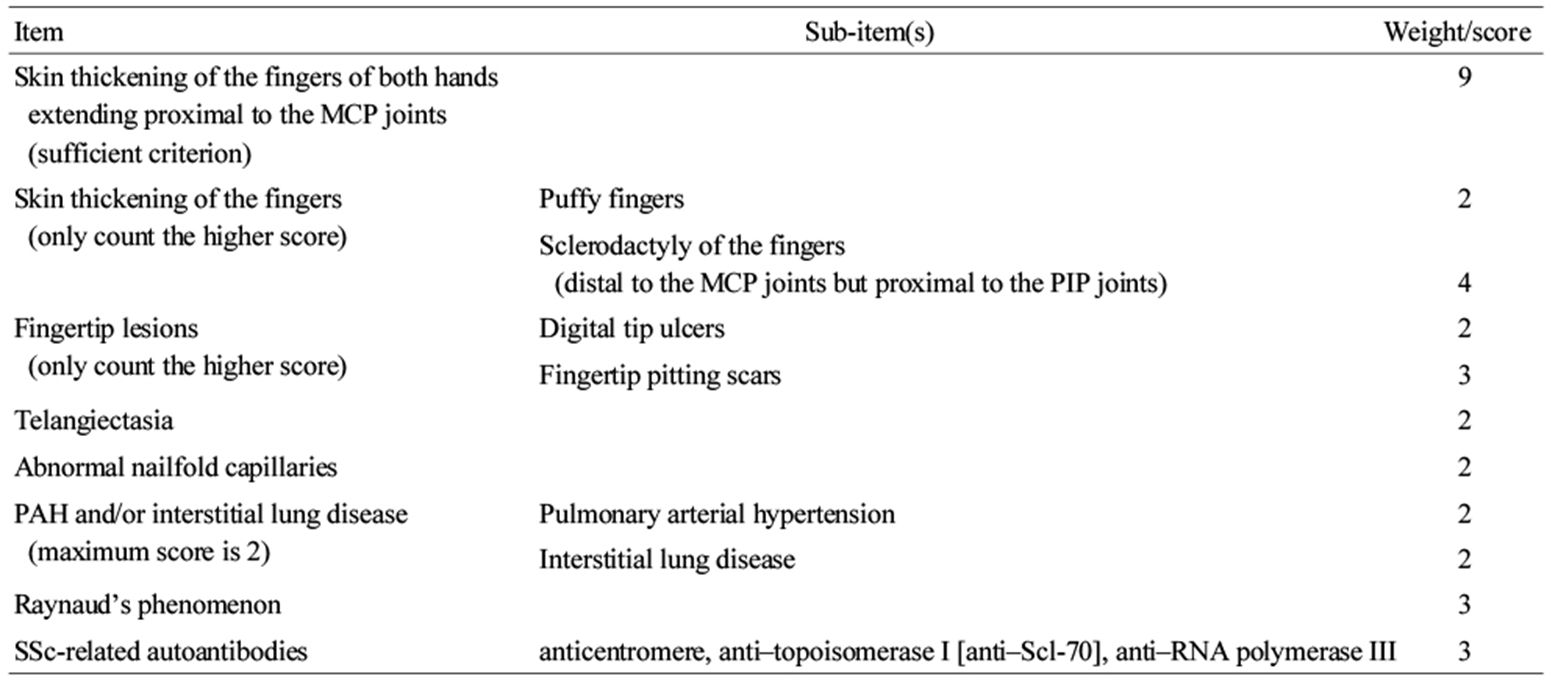 Item Sub-item(s) Weight/score
Skin thickening of the fingers of both hands 9
extending proximal to the MCP joints
(sufficient criterion)
Skin thickening of the fingers Puffy fingers 2
(only count the higher score)
Sclerodactyly of the fingers
(distal to the MCP joints but proximal to the PIP joints) 4
Fingertip lesions Digital tip ulcers 2
(only count the higher score)
Fingertip pitting scars 3
Telangiectasia 2
Abnormal nailfold capillaries 2
PAH and/or interstitial lung disease Pulmonary arterial hypertension 2
(maximum score is 2)
Interstitial lung disease 2
Raynaud's phenomenon 3
SSc-related autoantibodies anticentromere, anti–topoisomerase I [anti–Scl-70], anti–RNA polymerase III 3